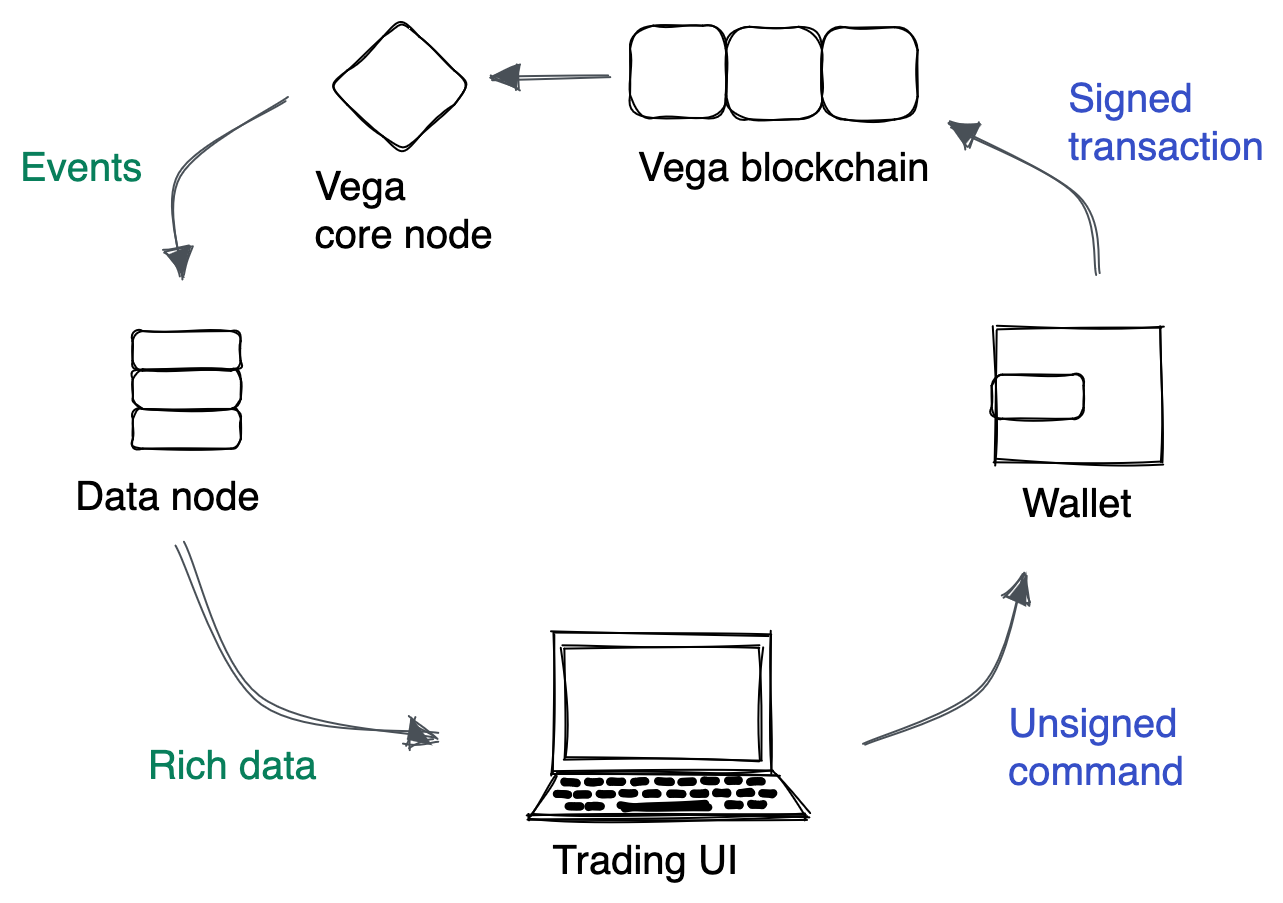 Signed
transaction
Events
Vega blockchain
Vega
core node
Data node
Wallet
Rich data
Unsigned
command
Trading UI